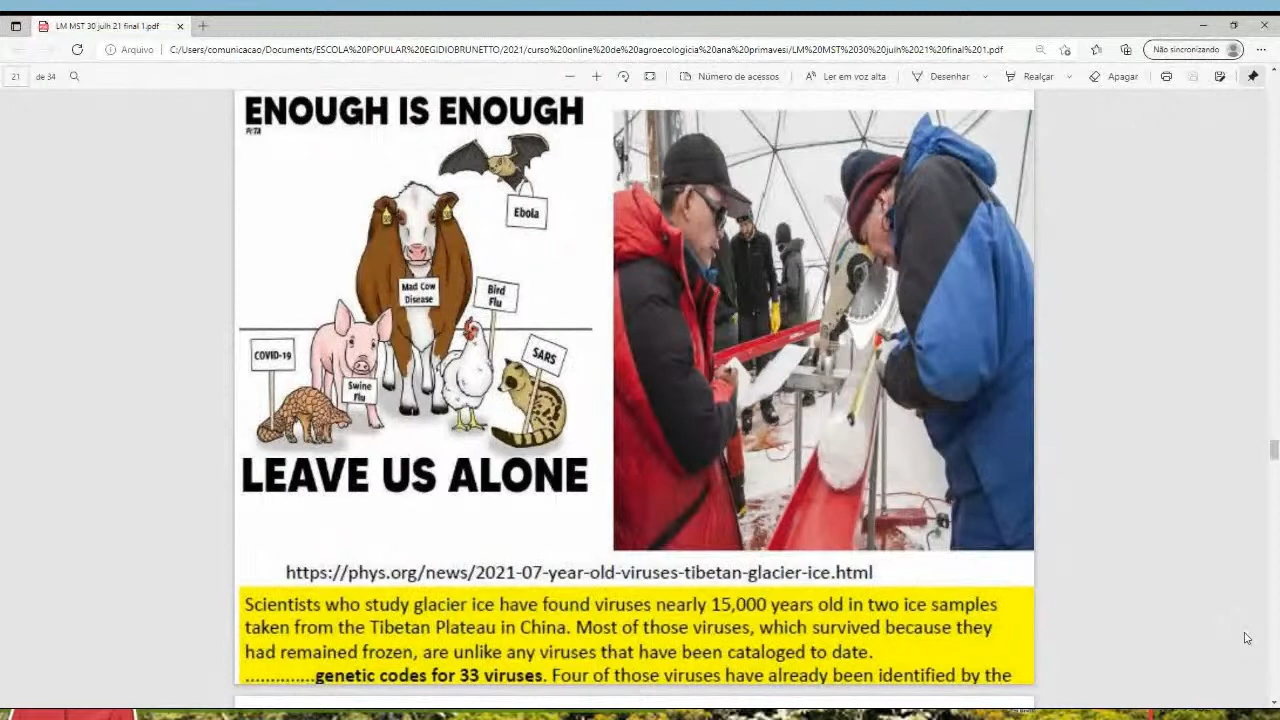 LM MST 30 julh 21 final 1.pdf
Arquivo
C:/Users/comunicacao/Documents/ESCOLA%20POPULAR%20EGIDIO%20BRUNETTO/2021/curso%20online%20de%20agroecologicia%20ana%20primavesi/LM%20MST%2030%20julh%2021%20final%201.pdf
Não sincronizando
21 de 34
Número de acessos
Ler em voz alta
Desenhar
Realçar
Apagar
ENOUGH IS ENOUGH
PETA
Ebola
Mad Cow
Disease
Bird
Flu
COVID-19
SARS
Swine
Flu
LEAVE US ALONE
https://phys.org/news/2021-07-year-old-viruses-tibetan-glacier-ice.html
Scientists who study glacier ice have found viruses nearly 15,000 years old in two ice samples
taken from the Tibetan Plateau in China. Most of those viruses, which survived because they
had remained frozen, are unlike any viruses that have been cataloged to date.
..............genetic codes for 33 viruses. Four of those viruses have already been identified by the